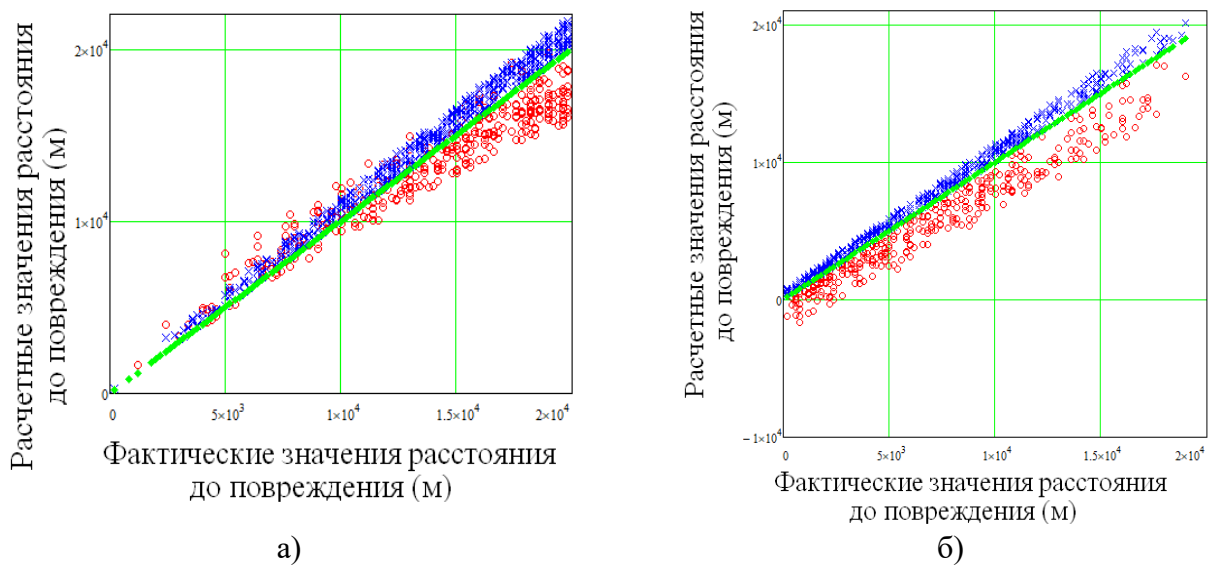 Расчетные значения расстояния
до повреждения (м)
2×10⁴
1×10⁴
0
0
5×10³
1×10⁴
1.5×10⁴
2×10⁴
Фактические значения расстояния
до повреждения (м)
а)
Расчетные значения расстояния
до повреждения (м)
2×10⁴
1×10⁴
0
−1×10⁴
0
5×10³
1×10⁴
1.5×10⁴
2×10⁴
Фактические значения расстояния
до повреждения (м)
б)